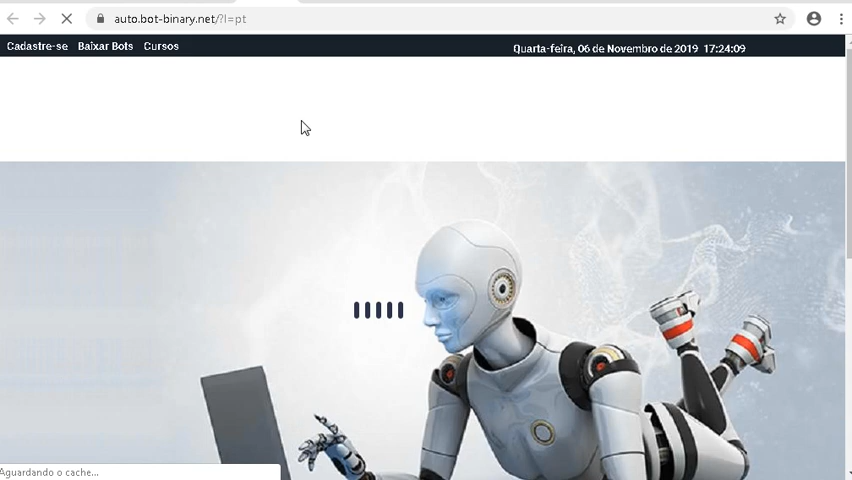 auto.bot-binary.net/?l=pt
Cadastre-se Baixar Bots Cursos
Quarta-feira, 06 de Novembro de 2019 17:24:09
Aguardando o cache...